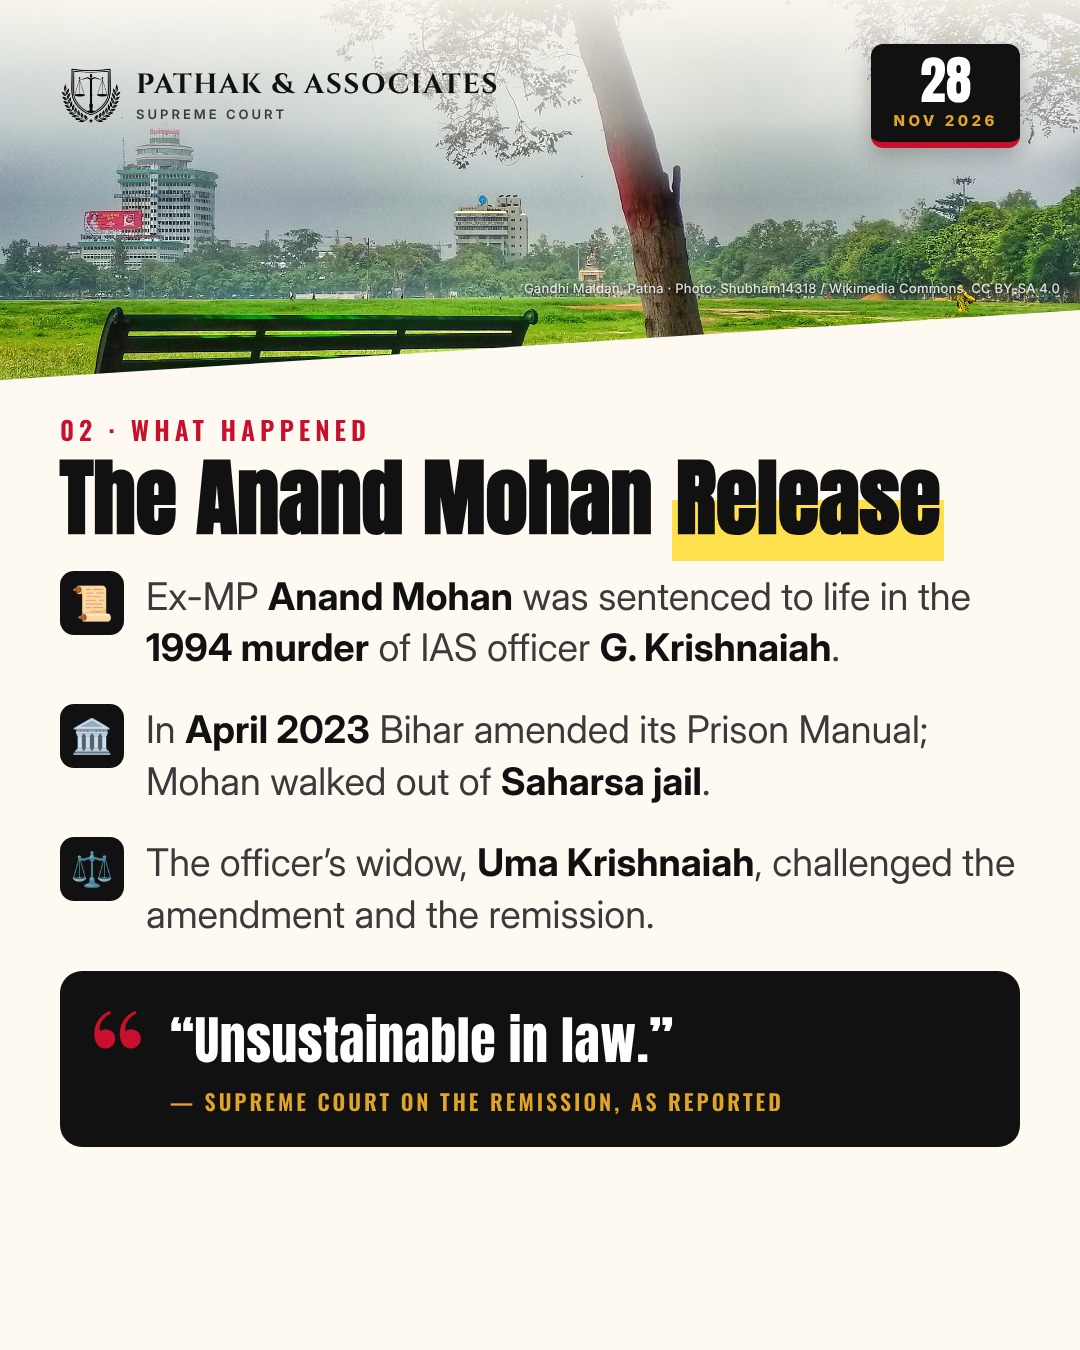 PATHAK & ASSOCIATES
SUPREME COURT
28
NOV 2026
Gandhi Maidan, Patna · Photo: Shubham14318 / Wikimedia Commons, CC BY-SA 4.0
02 · WHAT HAPPENED
The Anand Mohan Release
Ex-MP Anand Mohan was sentenced to life in the
1994 murder of IAS officer G. Krishnaiah.
In April 2023 Bihar amended its Prison Manual;
Mohan walked out of Saharsa jail.
The officer’s widow, Uma Krishnaiah, challenged the
amendment and the remission.
“Unsustainable in law.”
— SUPREME COURT ON THE REMISSION, AS REPORTED